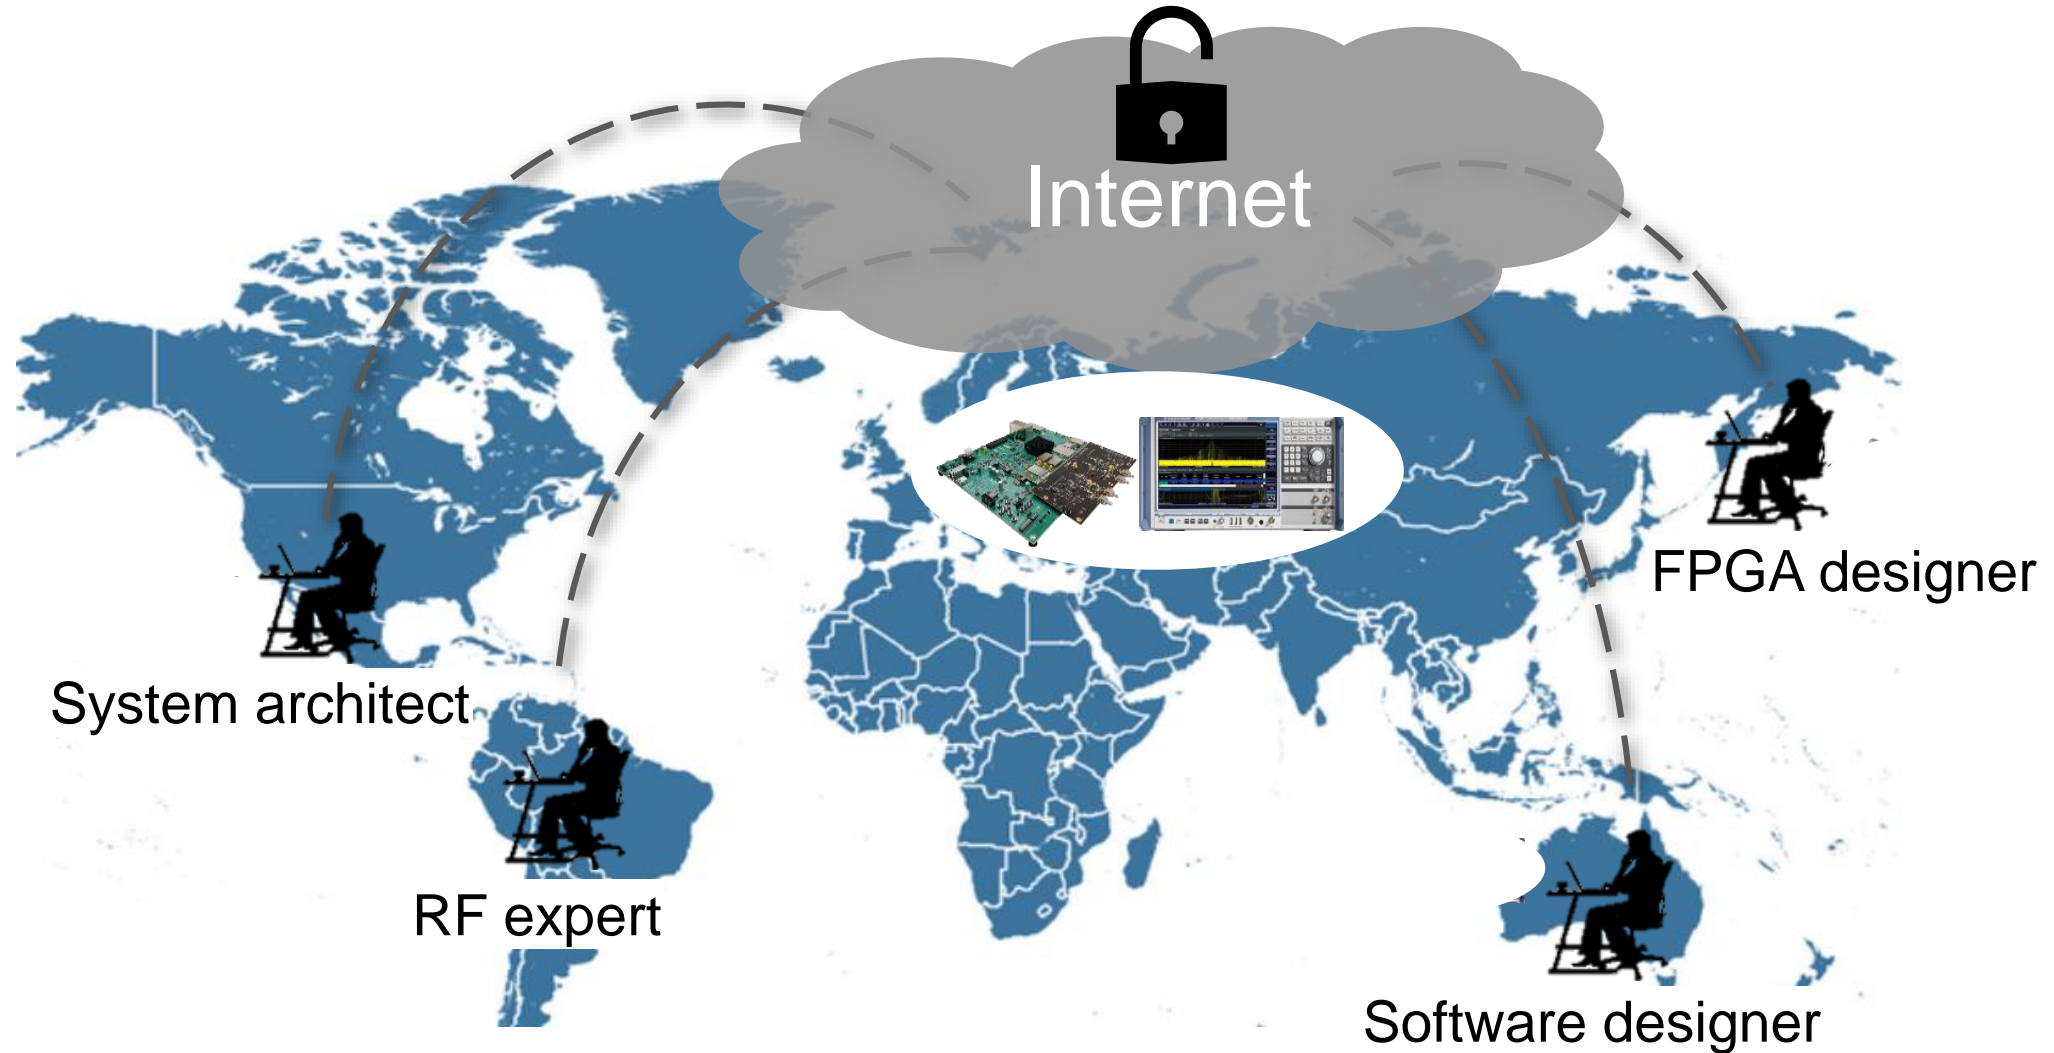 Internet
FPGA designer
System architect
RF expert
Software designer